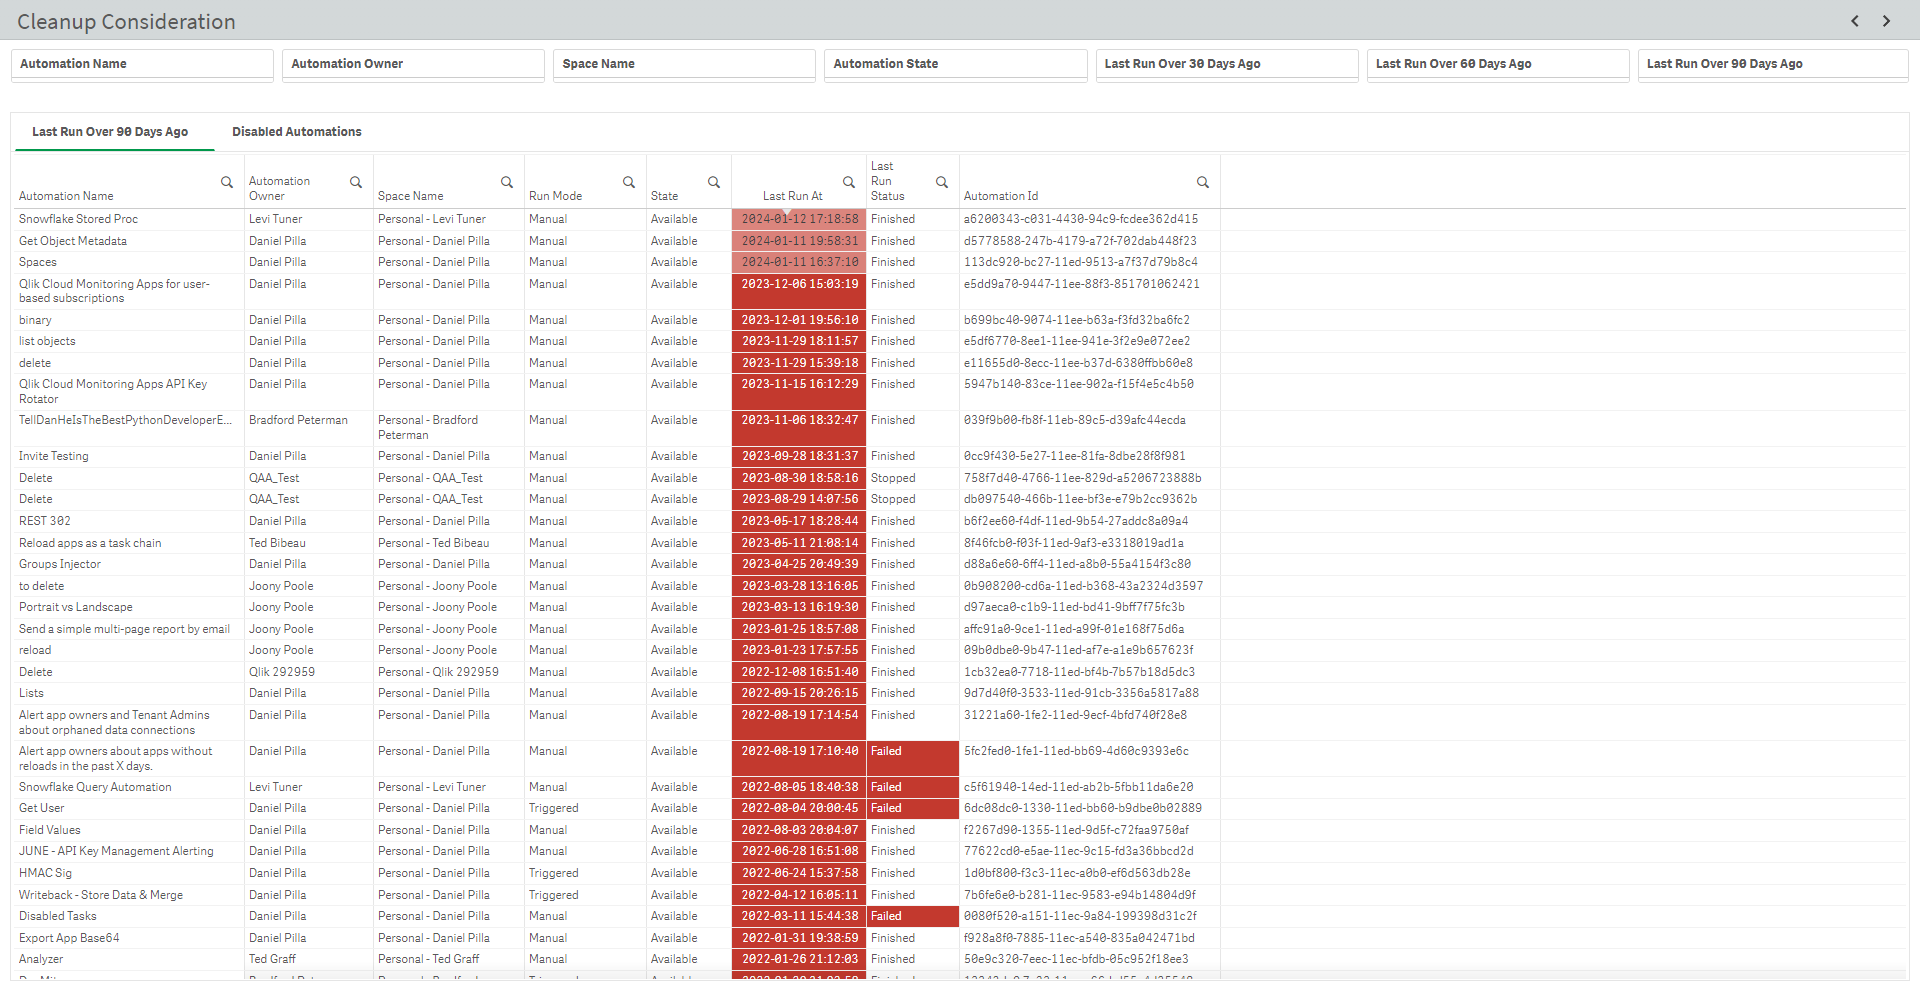 Cleanup Consideration
Automation Name Automation Owner Space Name Automation State Last Run Over 30 Days Ago Last Run Over 60 Days Ago Last Run Over 90 Days Ago
Last Run Over 90 Days Ago Disabled Automations
Automation Name Automation Owner Space Name Run Mode State Last Run At Last Run Status Automation Id
Snowflake Stored Proc Levi Tuner Personal - Levi Tuner Manual Available 2024-01-12 17:18:58 Finished a6200343-c031-4430-94c9-fcdee362d415
Get Object Metadata Daniel Pilla Personal - Daniel Pilla Manual Available 2024-01-11 19:58:31 Finished d5778588-247b-4179-a72f-702dab448f23
Spaces Daniel Pilla Personal - Daniel Pilla Manual Available 2024-01-11 16:37:10 Finished 113dc920-bc27-11ed-9513-a7f37d79b8c4
Qlik Cloud Monitoring Apps for user-based subscriptions Daniel Pilla Personal - Daniel Pilla Manual Available 2023-12-06 15:03:19 Finished e5dd9a70-9447-11ee-88f3-851701062421
binary Daniel Pilla Personal - Daniel Pilla Manual Available 2023-12-01 19:56:10 Finished b699bc40-9074-11ee-b63a-f3fd32ba6fc2
list objects Daniel Pilla Personal - Daniel Pilla Manual Available 2023-11-29 18:11:57 Finished e5df6770-8ee1-11ee-941e-3f2e9e072ee2
delete Daniel Pilla Personal - Daniel Pilla Manual Available 2023-11-29 15:39:18 Finished e11655d0-8ecc-11ee-b37d-6380ffbb60e8
Qlik Cloud Monitoring Apps API Key Rotator Daniel Pilla Personal - Daniel Pilla Manual Available 2023-11-15 16:12:29 Finished 5947b140-83ce-11ee-902a-f15f4e5c4b50
TellDanHeIsTheBestPythonDeveloperE... Bradford Peterman Personal - Bradford Peterman Manual Available 2023-11-06 18:32:47 Finished 039f9b00-fb8f-11eb-89c5-d39afc44ecda
Invite Testing Daniel Pilla Personal - Daniel Pilla Manual Available 2023-09-28 18:31:37 Finished 0cc9f430-5e27-11ee-81fa-8dbe28f8f981
Delete QAA_Test Personal - QAA_Test Manual Available 2023-08-30 18:58:16 Stopped 758f7d40-4766-11ee-829d-a5206723888b
Delete QAA_Test Personal - QAA_Test Manual Available 2023-08-29 14:07:56 Stopped db097540-466b-11ee-bf3e-e79b2cc9362b
REST 302 Daniel Pilla Personal - Daniel Pilla Manual Available 2023-05-17 18:28:44 Finished b6f2ee60-f4df-11ed-9b54-27addc8a09a4
Reload apps as a task chain Ted Bibeau Personal - Ted Bibeau Manual Available 2023-05-11 21:08:14 Finished 8f46fcb0-f03f-11ed-9af3-e3318019ad1a
Groups Injector Daniel Pilla Personal - Daniel Pilla Manual Available 2023-04-25 20:49:39 Finished d88a6e60-6ff4-11ed-a8b0-55a4154f3c80
to delete Joony Poole Personal - Joony Poole Manual Available 2023-03-28 13:16:05 Finished 0b908200-cd6a-11ed-b368-43a2324d3597
Portrait vs Landscape Joony Poole Personal - Joony Poole Manual Available 2023-03-13 16:19:30 Finished d97aeca0-c1b9-11ed-bd41-9bff7f75fc3b
Send a simple multi-page report by email Joony Poole Personal - Joony Poole Manual Available 2023-01-25 18:57:08 Finished affc91a0-9ce1-11ed-a99f-01e168f75d6a
reload Joony Poole Personal - Joony Poole Manual Available 2023-01-23 17:57:55 Finished 09b0dbe0-9b47-11ed-af7e-a1e9b657623f
Delete Qlik 292959 Personal - Qlik 292959 Manual Available 2022-12-08 16:51:40 Finished 1cb32ea0-7718-11ed-bf4b-7b57b18d5dc3
Lists Daniel Pilla Personal - Daniel Pilla Manual Available 2022-09-15 20:26:15 Finished 9d7d40f0-3533-11ed-91cb-3356a5817a88
Alert app owners and Tenant Admins about orphaned data connections Daniel Pilla Personal - Daniel Pilla Manual Available 2022-08-19 17:14:54 Finished 31221a60-1fe2-11ed-9ecf-4bfd740f28e8
Alert app owners about apps without reloads in the past X days. Daniel Pilla Personal - Daniel Pilla Manual Available 2022-08-19 17:10:40 Failed 5fc2fed0-1fe1-11ed-bb69-4d60c9393e6c
Snowflake Query Automation Levi Tuner Personal - Levi Tuner Manual Available 2022-08-05 18:40:38 Failed c5f61940-14ed-11ed-ab2b-5fbb11da6e20
Get User Daniel Pilla Personal - Daniel Pilla Triggered Available 2022-08-04 20:00:45 Failed 6dc08dc0-1330-11ed-bb60-b9dbe0b02889
Field Values Daniel Pilla Personal - Daniel Pilla Manual Available 2022-08-03 20:04:07 Finished f2267d90-1355-11ed-9d5f-c72faa9750af
JUNE - API Key Management Alerting Daniel Pilla Personal - Daniel Pilla Manual Available 2022-06-28 16:51:08 Finished 77622cd0-e5ae-11ec-9c15-fd3a36bbcd2d
HMAC Sig Daniel Pilla Personal - Daniel Pilla Triggered Available 2022-06-24 15:37:58 Finished 1d0bf800-f3c3-11ec-a0b0-ef6d563db28e
Writeback - Store Data & Merge Daniel Pilla Personal - Daniel Pilla Triggered Available 2022-04-12 16:05:11 Finished 7b6fe6e0-b281-11ec-9583-e94b14804d9f
Disabled Tasks Daniel Pilla Personal - Daniel Pilla Manual Available 2022-03-11 15:44:38 Failed 0080f520-a151-11ec-9a84-199398d31c2f
Export App Base64 Daniel Pilla Personal - Daniel Pilla Manual Available 2022-01-31 19:38:59 Finished f928a8f0-7885-11ec-a540-835a042471bd
Analyzer Ted Graff Personal - Ted Graff Manual Available 2022-01-26 21:12:03 Finished 50e9c320-7eec-11ec-bfdb-05c952f18ee3